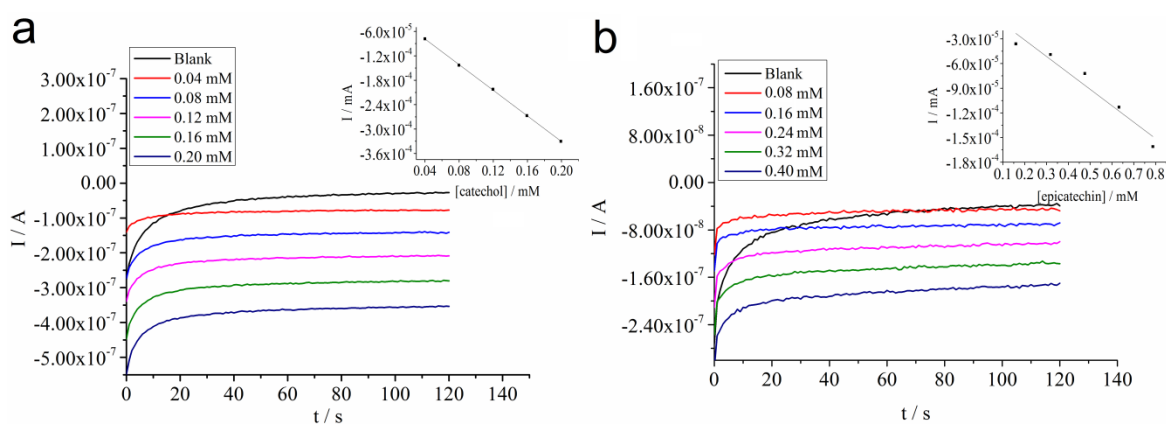 a
3.00x10⁻⁷
2.00x10⁻⁷
1.00x10⁻⁷
0.00
-1.00x10⁻⁷
-2.00x10⁻⁷
-3.00x10⁻⁷
-4.00x10⁻⁷
-5.00x10⁻⁷
I / A
0 20 40 60 80 100 120 140
t / s
Blank
0.04 mM
0.08 mM
0.12 mM
0.16 mM
0.20 mM
-6.0x10⁻⁵
-1.2x10⁻⁴
-1.8x10⁻⁴
-2.4x10⁻⁴
-3.0x10⁻⁴
-3.6x10⁻⁴
I / mA
0.04 0.08 0.12 0.16 0.20
[catechol] / mM
b
1.60x10⁻⁷
8.00x10⁻⁸
0.00
-8.00x10⁻⁸
-1.60x10⁻⁷
-2.40x10⁻⁷
I / A
0 20 40 60 80 100 120
t / s
Blank
0.08 mM
0.16 mM
0.24 mM
0.32 mM
0.40 mM
-3.0x10⁻⁵
-6.0x10⁻⁵
-9.0x10⁻⁵
-1.2x10⁻⁴
-1.5x10⁻⁴
-1.8x10⁻⁴
I / mA
0.1 0.2 0.3 0.4 0.5 0.6 0.7 0.8
[epicatechin] / mM